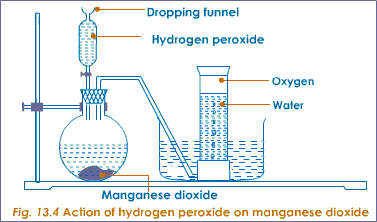 Dropping funnel
Hydrogen peroxide
Oxygen
Water
Manganese dioxide
Fig. 13.4 Action of hydrogen peroxide on manganese dioxide